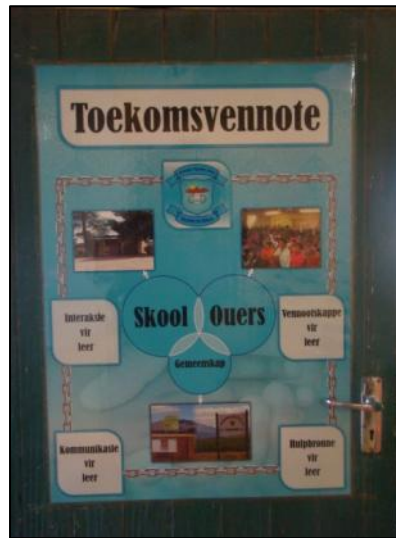 Toekomsvennote
Skool
Ouers
Gemeenskap
Interaksie
vir
leer
Vennootskappe
vir
leer
Kommunikasie
vir
leer
Hulpbronne
vir
leer